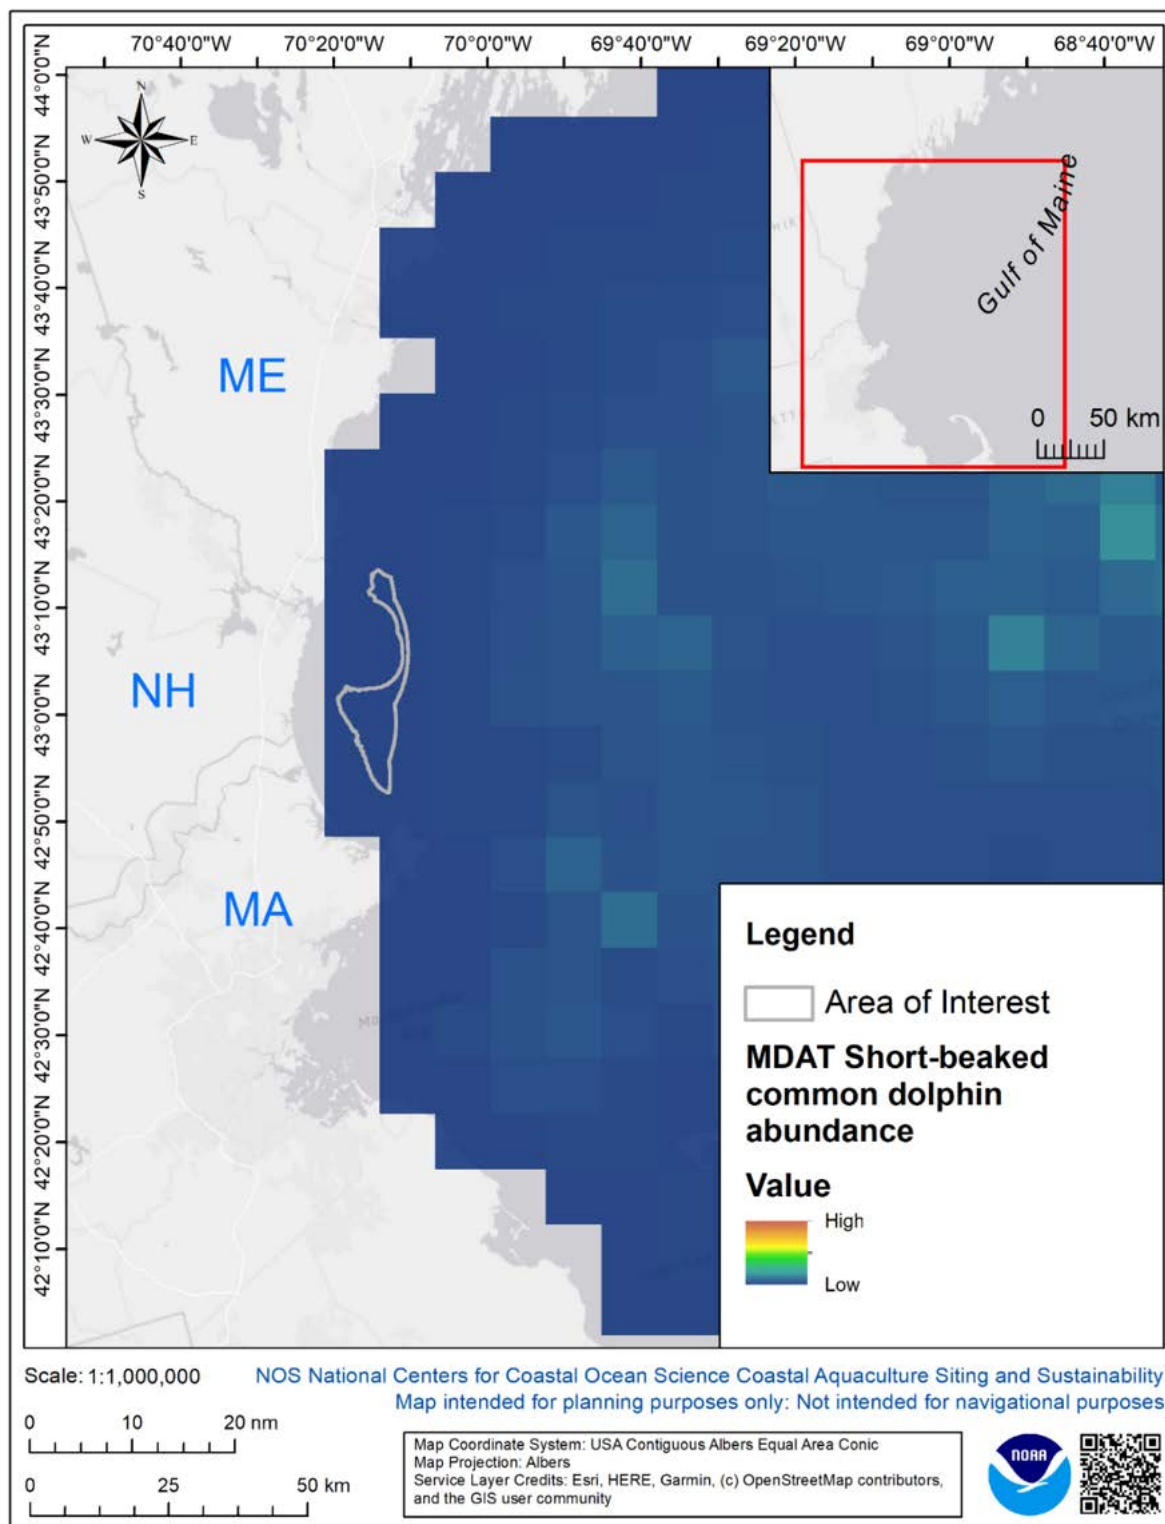 70°40'0"W 70°20'0"W 70°0'0"W 69°40'0"W 69°20'0"W 69°0'0"W 68°40'0"W
44°0'0"N
43°50'0"N
43°40'0"N
43°30'0"N
43°20'0"N
43°10'0"N
43°0'0"N
42°50'0"N
42°40'0"N
42°30'0"N
42°20'0"N
42°10'0"N
N
W E
S
Gulf of Maine
0 50 km
ME
NH
MA
Legend
Area of Interest
MDAT Short-beaked
common dolphin
abundance
Value
High
Low
Scale: 1:1,000,000
NOS National Centers for Coastal Ocean Science Coastal Aquaculture Siting and Sustainability
Map intended for planning purposes only: Not intended for navigational purposes
0 10 20 nm
0 25 50 km
Map Coordinate System: USA Contiguous Albers Equal Area Conic
Map Projection: Albers
Service Layer Credits: Esri, HERE, Garmin, (c) OpenStreetMap contributors,
and the GIS user community
NOAA